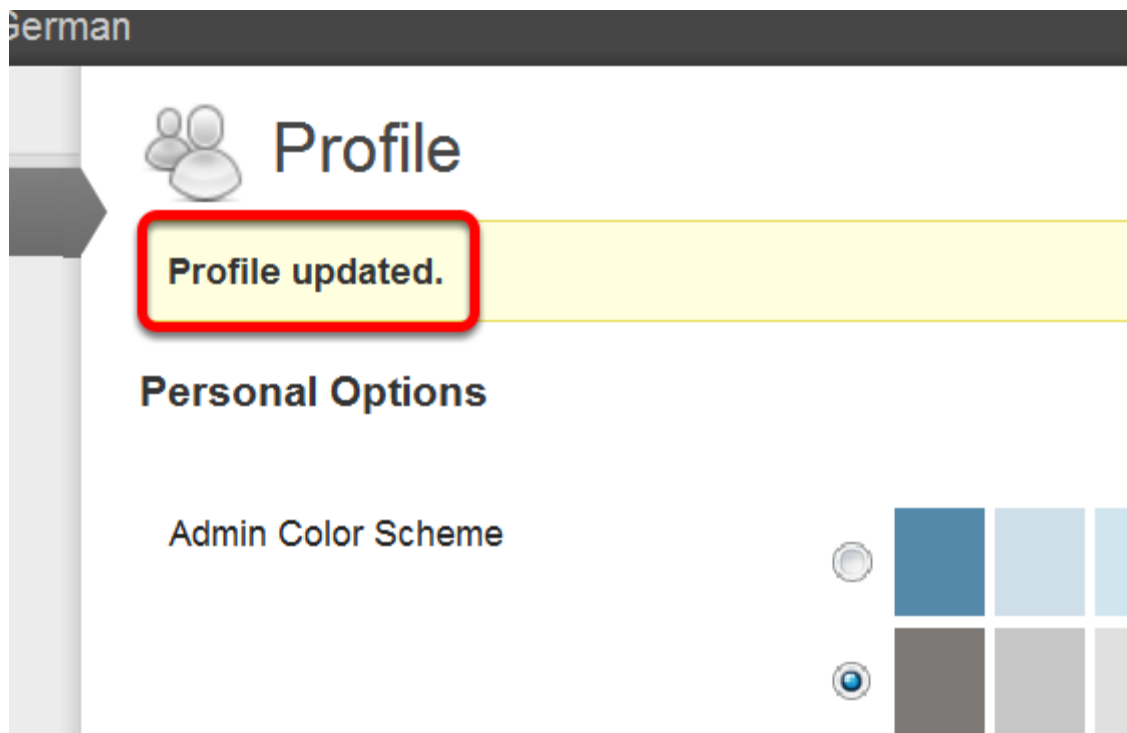 German
Profile
Profile updated.
Personal Options
Admin Color Scheme